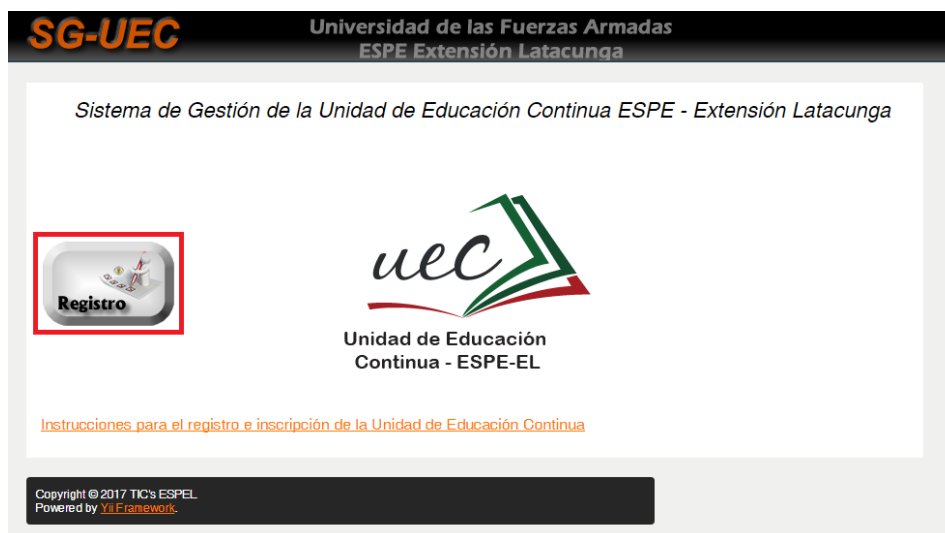 SG-UEC
Universidad de las Fuerzas Armadas
ESPE Extensión Latacunga
Sistema de Gestión de la Unidad de Educación Continua ESPE - Extensión Latacunga
Registro
uec
Unidad de Educación
Continua - ESPE-EL
Instrucciones para el registro e inscripción de la Unidad de Educación Continua
Copyright © 2017 TIC's ESPEL.
Powered by Yii Framework.